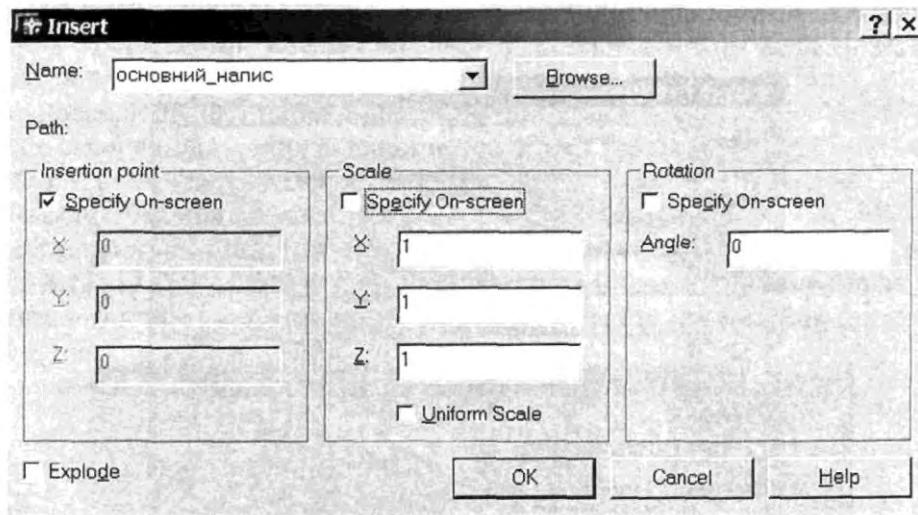 Insert ? ×
Name: основний_напис Browse...
Path:
Insertion point
Specify On-screen
X: 0
Y: 0
Z: 0
Scale
Specify On-screen
X: 1
Y: 1
Z: 1
Uniform Scale
Rotation
Specify On-screen
Angle: 0
Explode OK Cancel Help